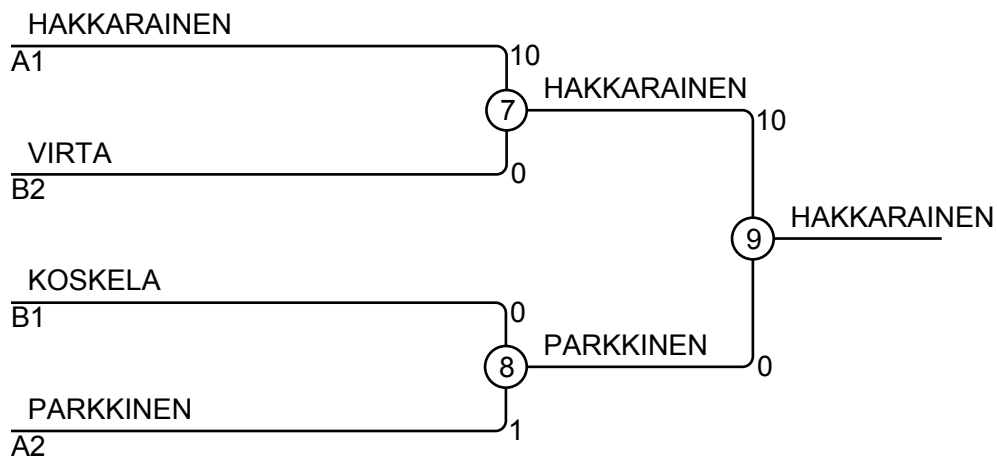 HAKKARAINEN
A1
10
7
HAKKARAINEN
10
VIRTA
B2
0
9
HAKKARAINEN
KOSKELA
B1
0
8
PARKKINEN
0
PARKKINEN
A2
1